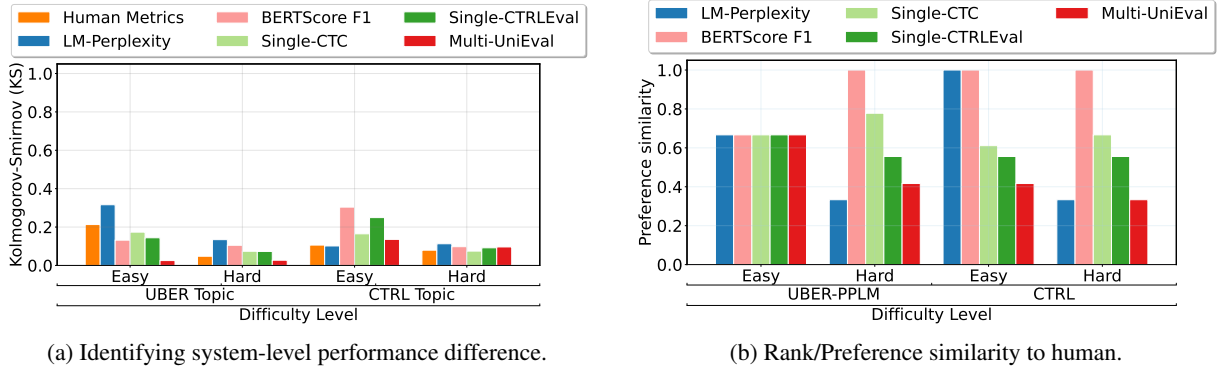 Human Metrics BERTScore F1 Single-CTRLEval
LM-Perplexity Single-CTC Multi-UniEval
Kolmogorov-Smirnov (KS)
1.0
0.8
0.6
0.4
0.2
0.0
Easy Hard Easy Hard
UBER Topic CTRL Topic
Difficulty Level
(a) Identifying system-level performance difference.
LM-Perplexity Single-CTC Multi-UniEval
BERTScore F1 Single-CTRLEval
Preference similarity
1.0
0.8
0.6
0.4
0.2
0.0
Easy Hard Easy Hard
UBER-PPLM CTRL
Difficulty Level
(b) Rank/Preference similarity to human.